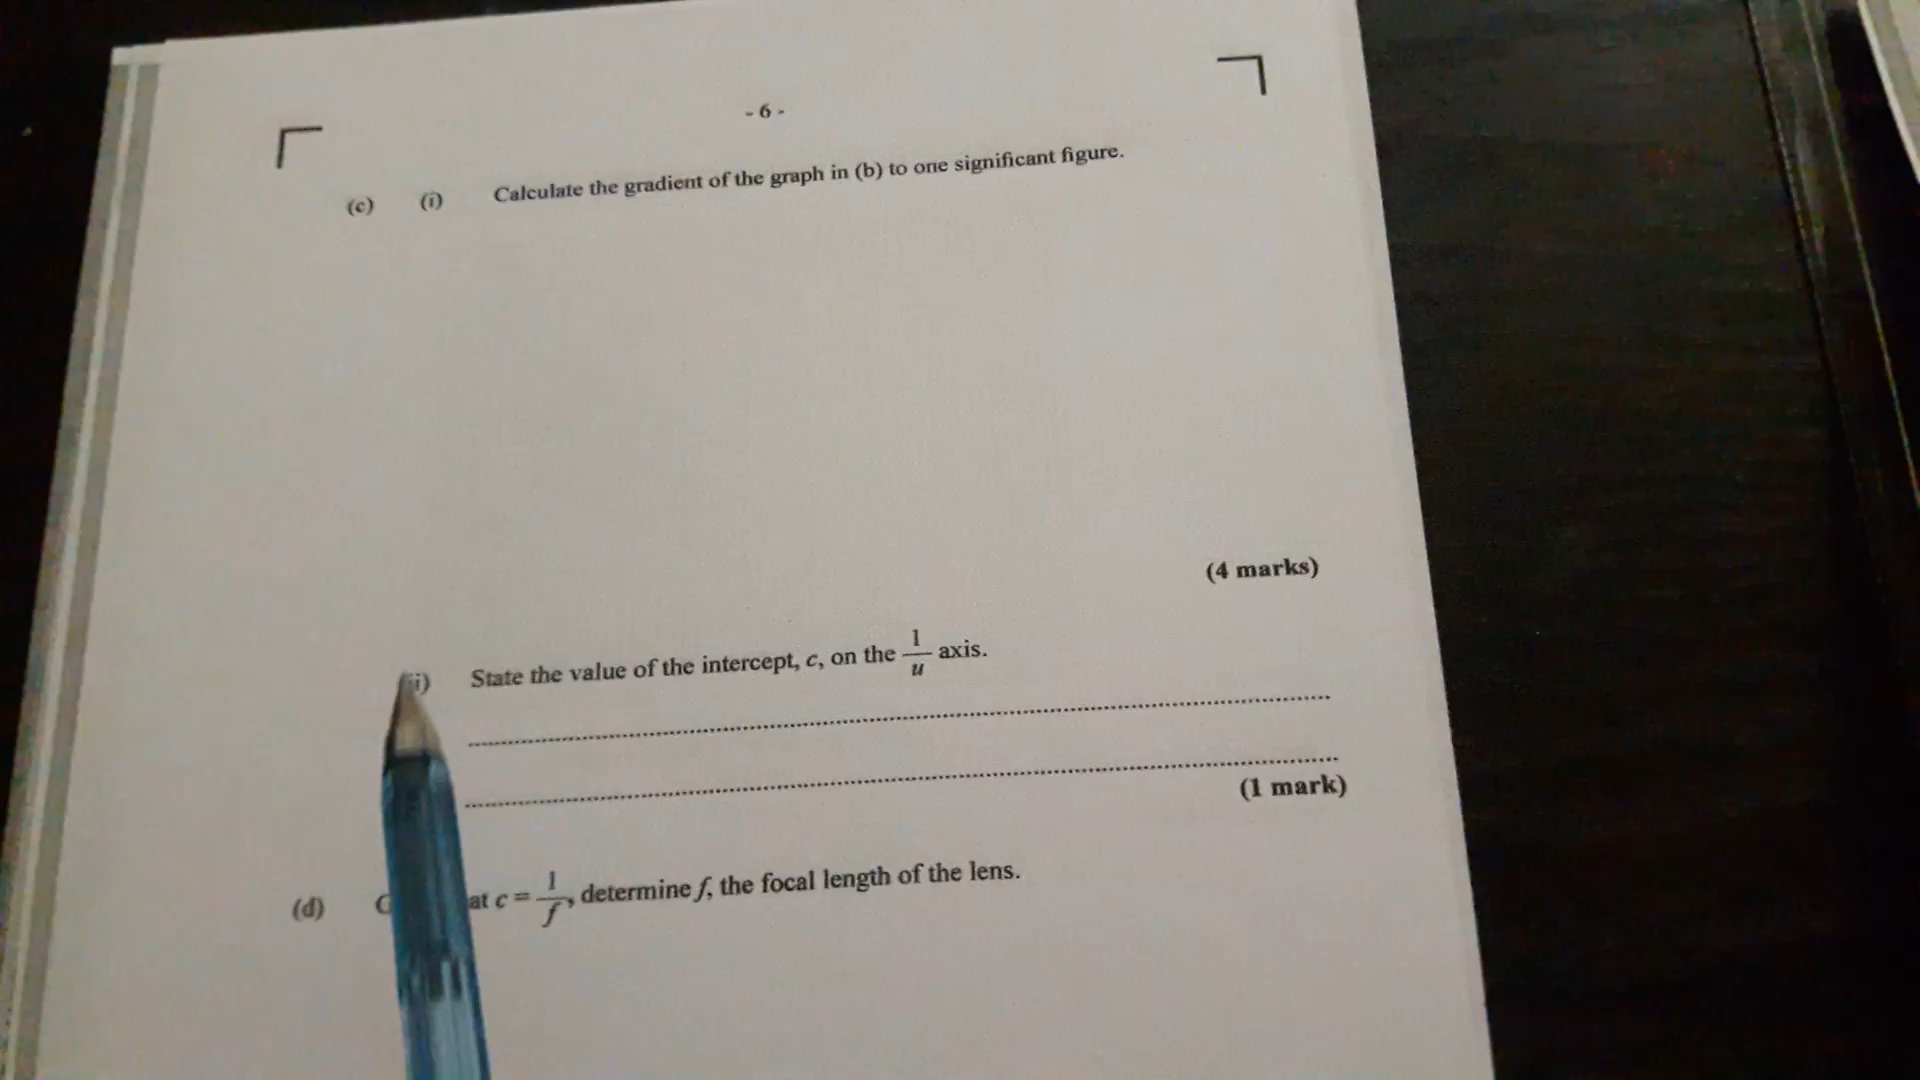 - 6 -
(c) (i) Calculate the gradient of the graph in (b) to one significant figure.
(4 marks)
State the value of the intercept, c, on the 1/u axis.
(1 mark)
(d) at c = 1/f, determine f, the focal length of the lens.